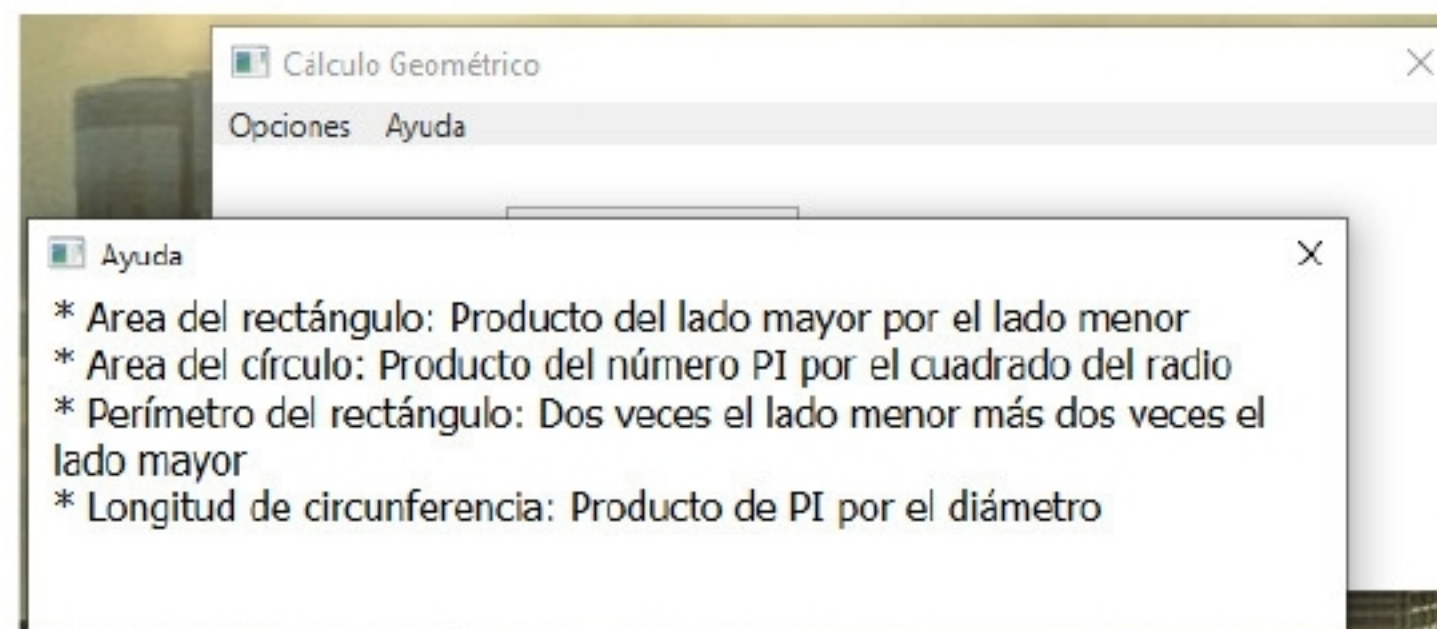 Cálculo Geométrico
Opciones Ayuda
Ayuda
* Area del rectángulo: Producto del lado mayor por el lado menor
* Area del círculo: Producto del número PI por el cuadrado del radio
* Perímetro del rectángulo: Dos veces el lado menor más dos veces el
lado mayor
* Longitud de circunferencia: Producto de PI por el diámetro